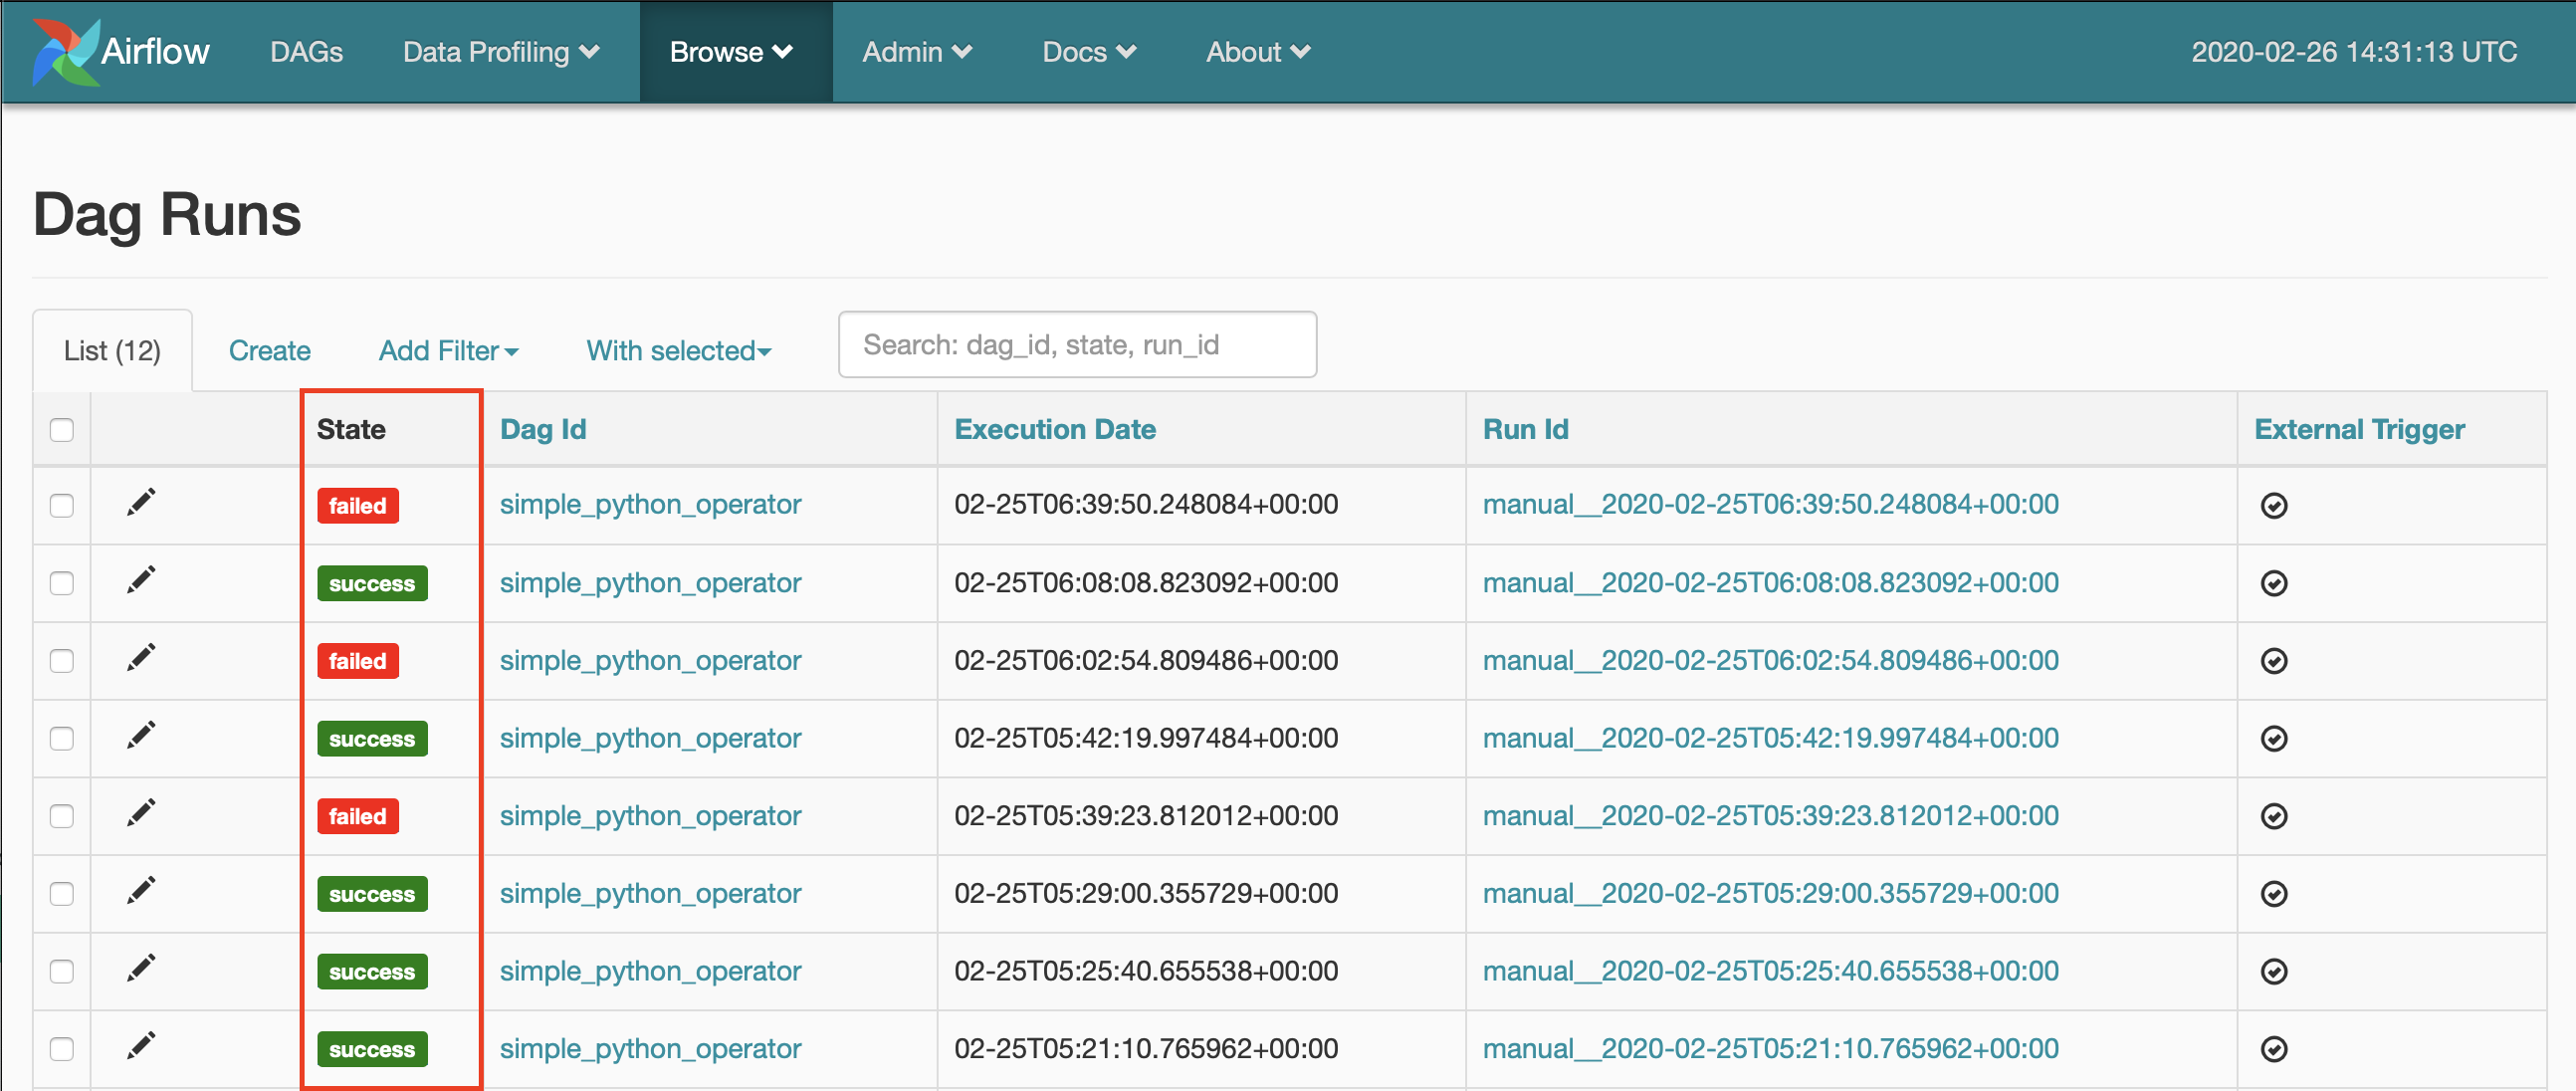 Airflow DAGs Data Profiling Browse Admin Docs About 2020-02-26 14:31:13 UTC
Dag Runs
List (12) Create Add Filter With selected Search: dag_id, state, run_id
State Dag Id Execution Date Run Id External Trigger
failed simple_python_operator 02-25T06:39:50.248084+00:00 manual__2020-02-25T06:39:50.248084+00:00
success simple_python_operator 02-25T06:08:08.823092+00:00 manual__2020-02-25T06:08:08.823092+00:00
failed simple_python_operator 02-25T06:02:54.809486+00:00 manual__2020-02-25T06:02:54.809486+00:00
success simple_python_operator 02-25T05:42:19.997484+00:00 manual__2020-02-25T05:42:19.997484+00:00
failed simple_python_operator 02-25T05:39:23.812012+00:00 manual__2020-02-25T05:39:23.812012+00:00
success simple_python_operator 02-25T05:29:00.355729+00:00 manual__2020-02-25T05:29:00.355729+00:00
success simple_python_operator 02-25T05:25:40.655538+00:00 manual__2020-02-25T05:25:40.655538+00:00
success simple_python_operator 02-25T05:21:10.765962+00:00 manual__2020-02-25T05:21:10.765962+00:00